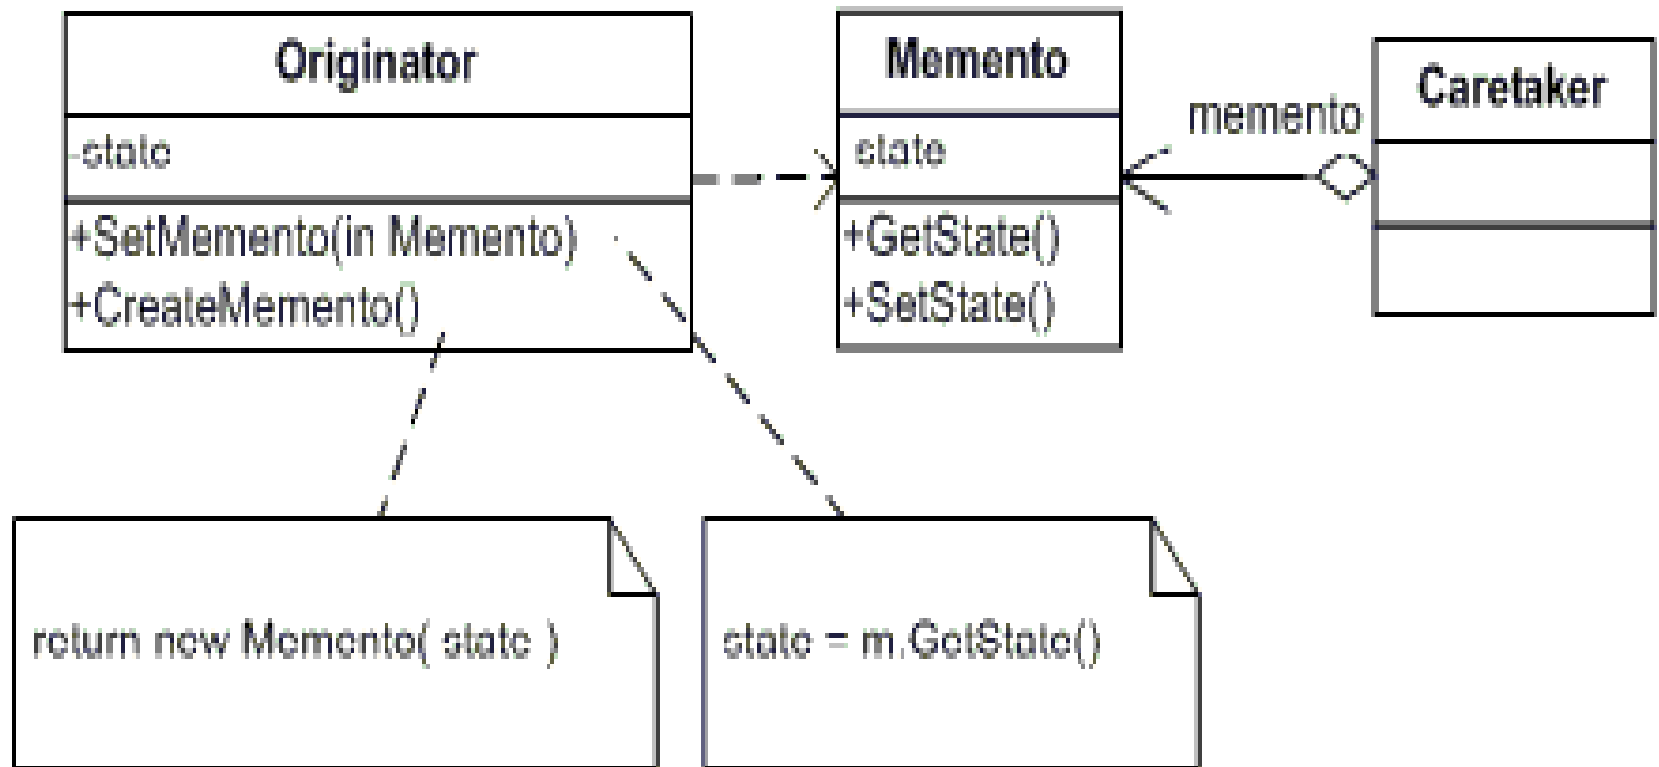 Originator
-state
+SetMemento(in Memento)
+CreateMemento()
Memento
state
+GetState()
+SetState()
memento
Caretaker
return new Memento( state )
state = m.GetState()